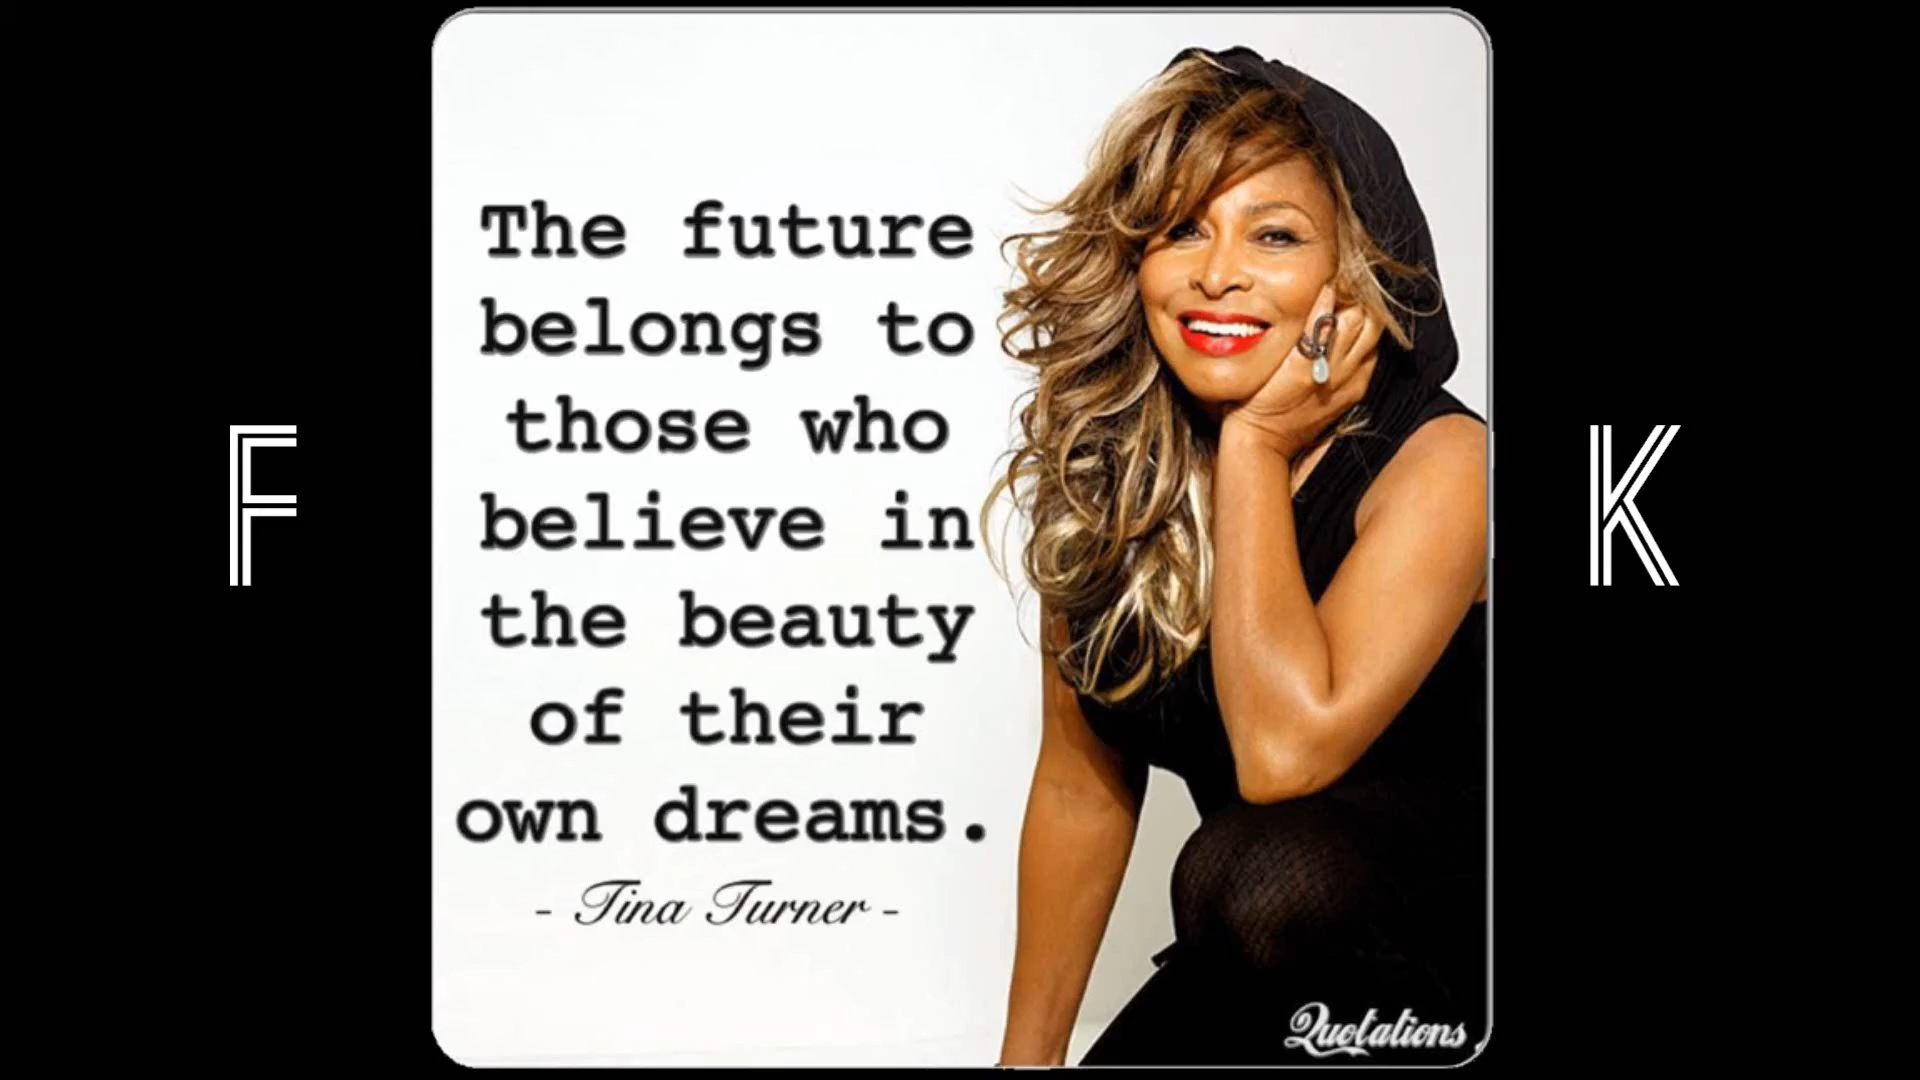 The future
belongs to
those who
believe in
the beauty
of their
own dreams.
- Tina Turner -
F
K
Quotations